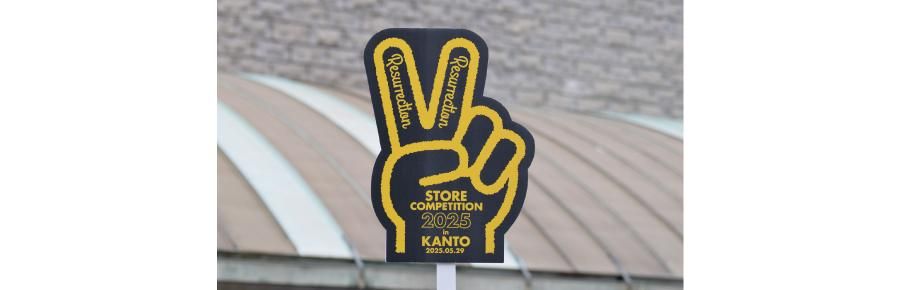 Resurrection
Resurrection
STORE
COMPETITION
2025
in
KANTO
2025.05.29